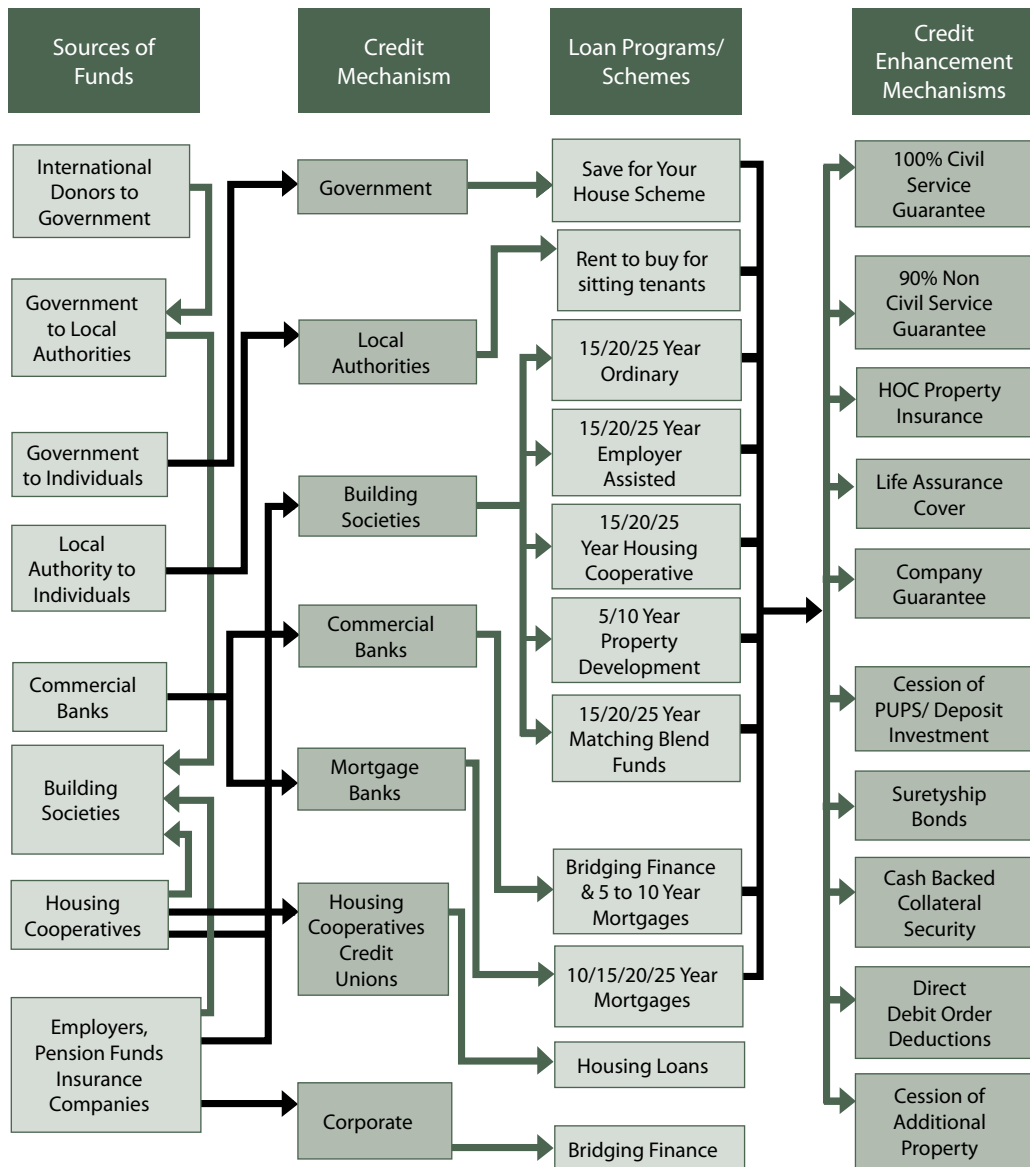 Sources of
Funds
Credit
Mechanism
Loan Programs/
Schemes
Credit
Enhancement
Mechanisms
International
Donors to
Government
Government
to Local
Authorities
Government
to Individuals
Local
Authority to
Individuals
Commercial
Banks
Building
Societies
Housing
Cooperatives
Employers,
Pension Funds
Insurance
Companies
Government
Local
Authorities
Building
Societies
Commercial
Banks
Mortgage
Banks
Housing
Cooperatives
Credit
Unions
Corporate
Save for Your
House Scheme
Rent to buy for
sitting tenants
15/20/25 Year
Ordinary
15/20/25 Year
Employer
Assisted
15/20/25
Year Housing
Cooperative
5/10 Year
Property
Development
15/20/25 Year
Matching Blend
Funds
Bridging Finance
& 5 to 10 Year
Mortgages
10/15/20/25 Year
Mortgages
Housing Loans
Bridging Finance
100% Civil
Service
Guarantee
90% Non
Civil Service
Guarantee
HOC Property
Insurance
Life Assurance
Cover
Company
Guarantee
Cession of
PUPS/ Deposit
Investment
Suretyship
Bonds
Cash Backed
Collateral
Security
Direct
Debit Order
Deductions
Cession of
Additional
Property